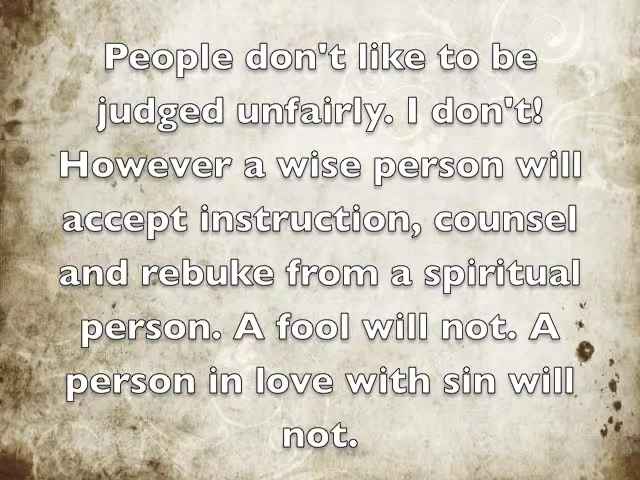 People don't like to be
judged unfairly. I don't!
However a wise person will
accept instruction, counsel
and rebuke from a spiritual
person. A fool will not. A
person in love with sin will
not.